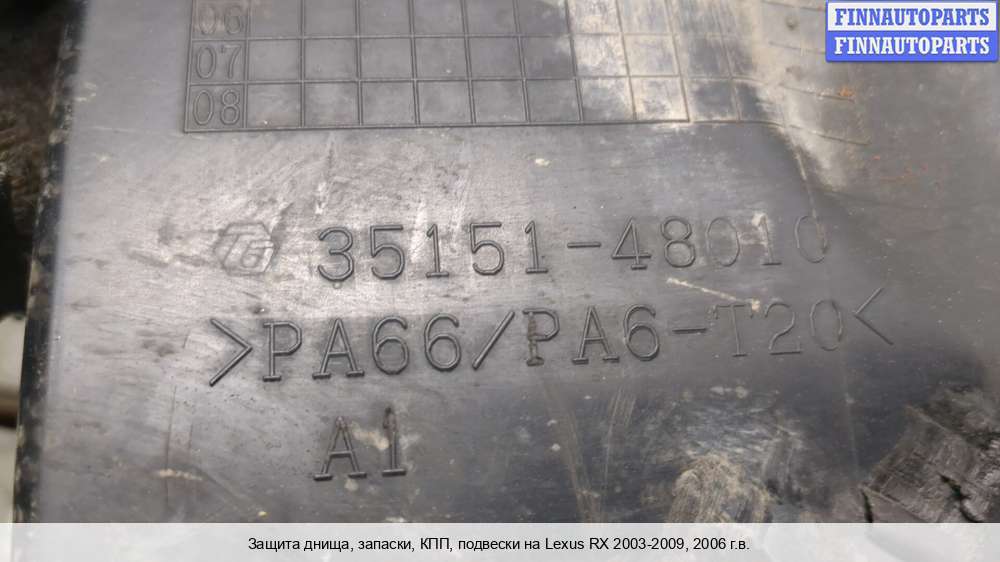 FINNAUTOPARTS
FINNAUTOPARTS
06
07
08
TG 35151-48010
>PA66/PA6-T20<
A1
Защита днища, запаски, КПП, подвески на Lexus RX 2003-2009, 2006 г.в.